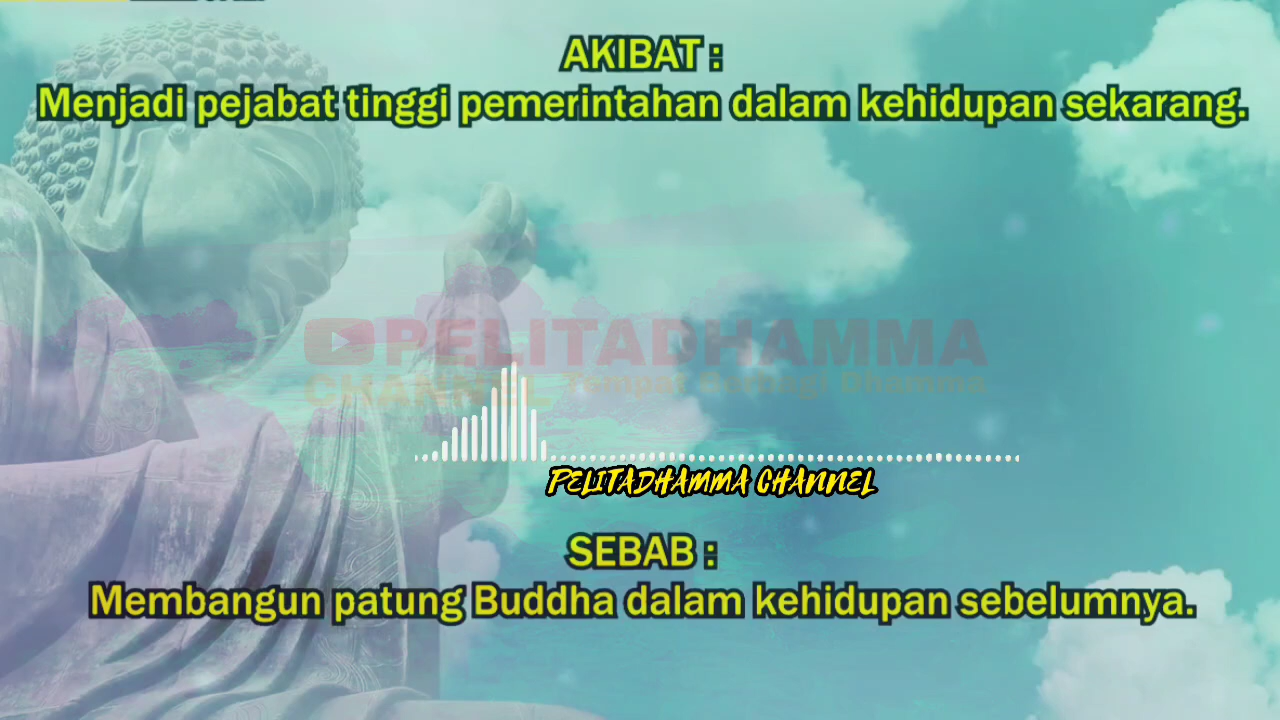 AKIBAT :
Menjadi pejabat tinggi pemerintahan dalam kehidupan sekarang.
PELITADHAMMA
CHANNEL Tempat Berbagi Dhamma
PELITADHAMMA CHANNEL
SEBAB :
Membangun patung Buddha dalam kehidupan sebelumnya.